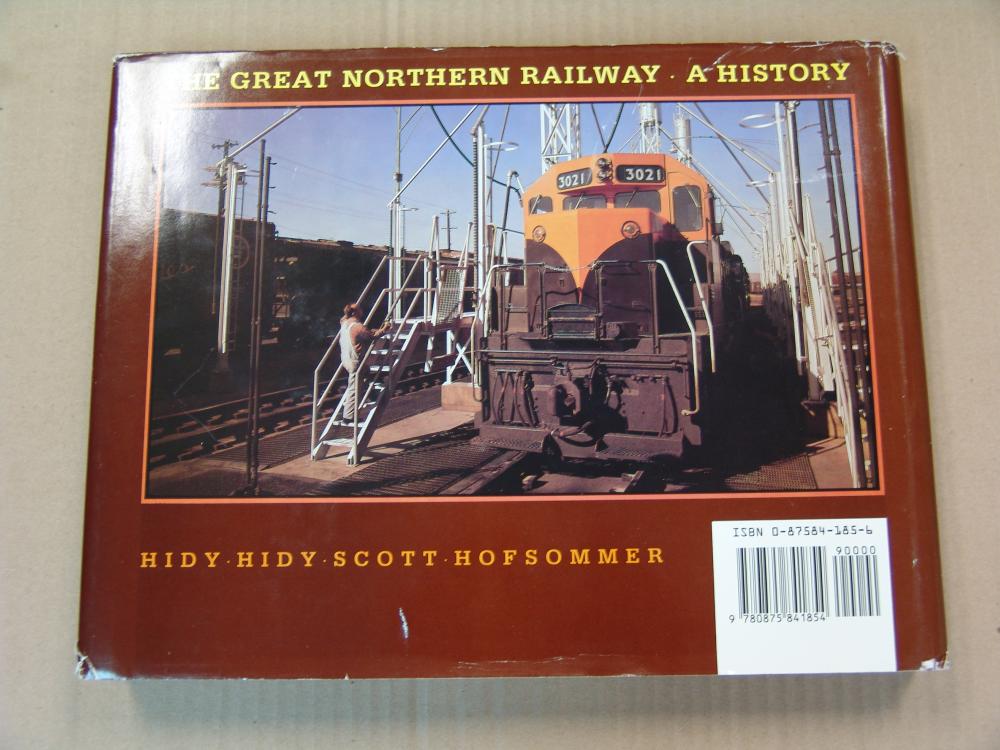 THE GREAT NORTHERN RAILWAY · A HISTORY
3021 3021
HIDY · HIDY · SCOTT · HOFSOMMER
ISBN 0-87584-185-6
90000
9 780875 841854